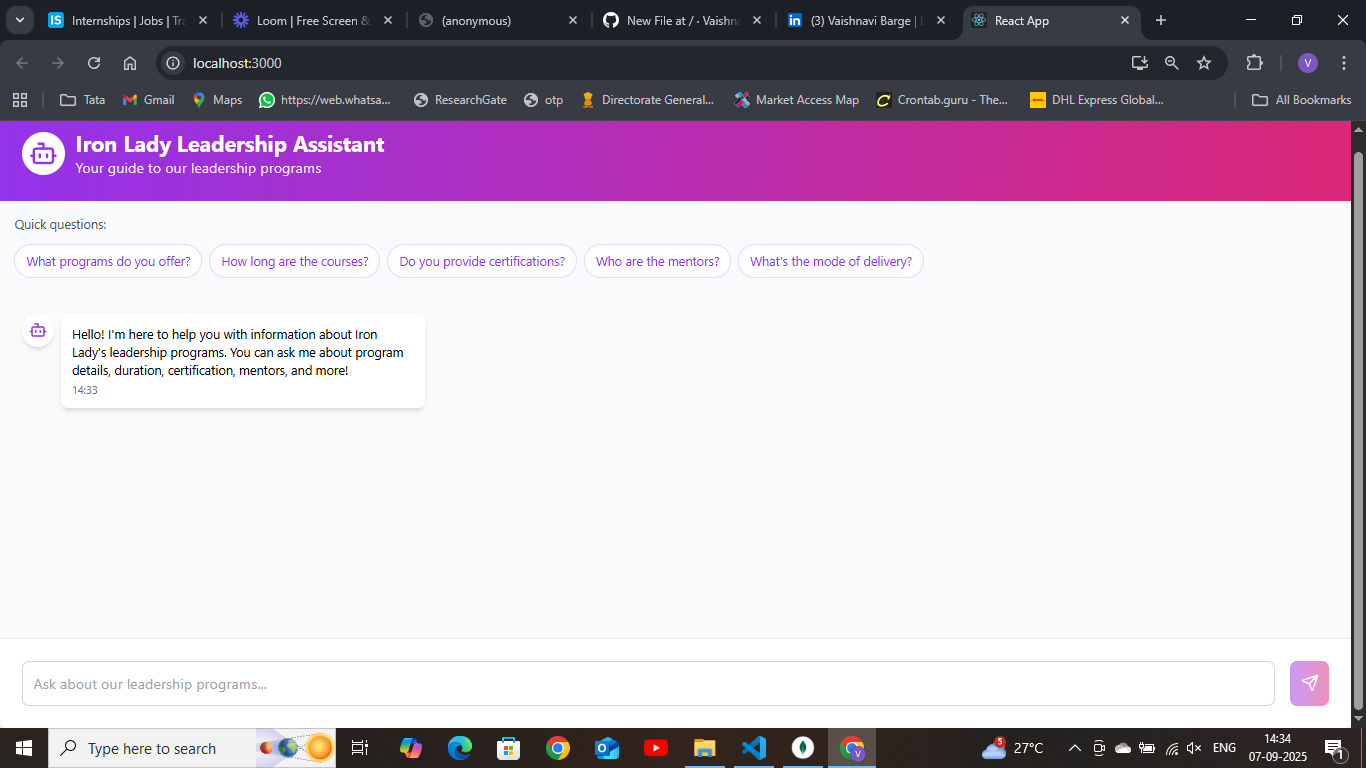 Internships | Jobs | Tra
Loom | Free Screen &
(anonymous)
New File at / · Vaishn
(3) Vaishnavi Barge | L
React App
localhost:3000
V
Tata
Gmail
Maps
https://web.whatsa...
ResearchGate
otp
Directorate General...
Market Access Map
Crontab.guru - The...
DHL Express Global...
All Bookmarks
Iron Lady Leadership Assistant
Your guide to our leadership programs
Quick questions:
What programs do you offer?
How long are the courses?
Do you provide certifications?
Who are the mentors?
What's the mode of delivery?
Hello! I'm here to help you with information about Iron
Lady's leadership programs. You can ask me about program
details, duration, certification, mentors, and more!
14:33
Ask about our leadership programs...
Type here to search
5
27°C
ENG
14:34
07-09-2025
1